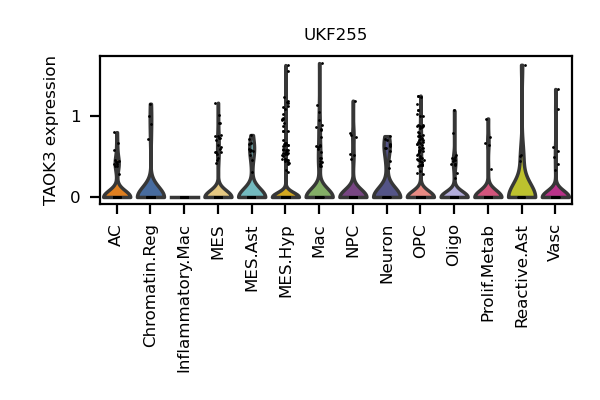 UKF255
TAOK3 expression
1
0
AC
Chromatin.Reg
Inflammatory.Mac
MES
MES.Ast
MES.Hyp
Mac
NPC
Neuron
OPC
Oligo
Prolif.Metab
Reactive.Ast
Vasc